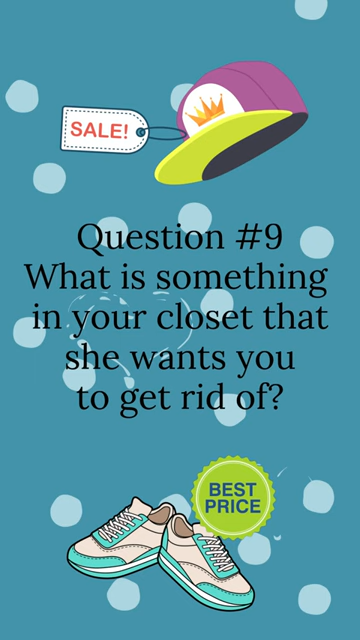 SALE!
Question #9
What is something
in your closet that
she wants you
to get rid of?
BEST
PRICE